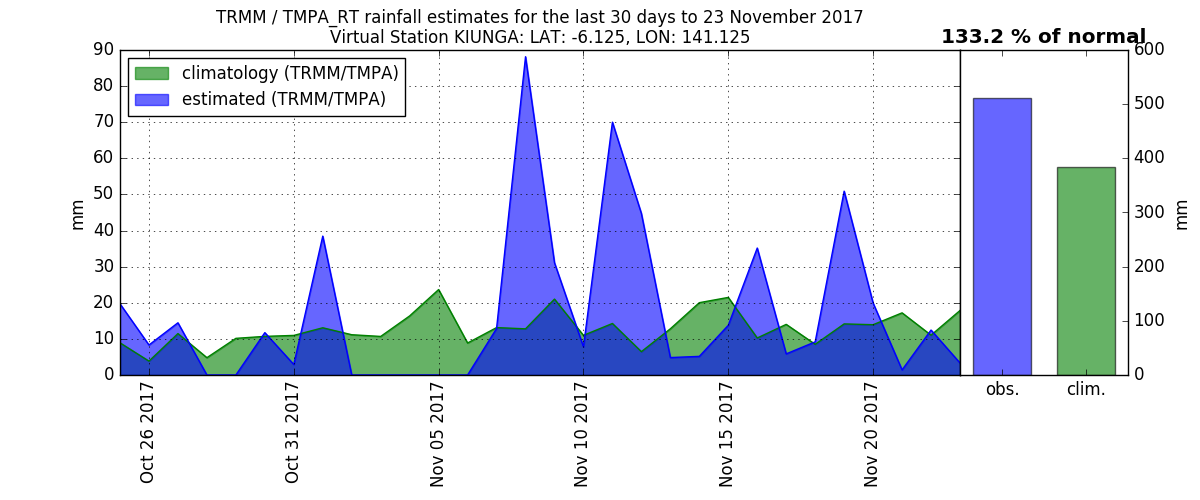 TRMM / TMPA_RT rainfall estimates for the last 30 days to 23 November 2017
Virtual Station KIUNGA: LAT: -6.125, LON: 141.125
133.2 % of normal
climatology (TRMM/TMPA)
estimated (TRMM/TMPA)
90
80
70
60
50
40
30
20
10
0
mm
Oct 26 2017
Oct 31 2017
Nov 05 2017
Nov 10 2017
Nov 15 2017
Nov 20 2017
600
500
400
300
200
100
0
mm
obs.
clim.